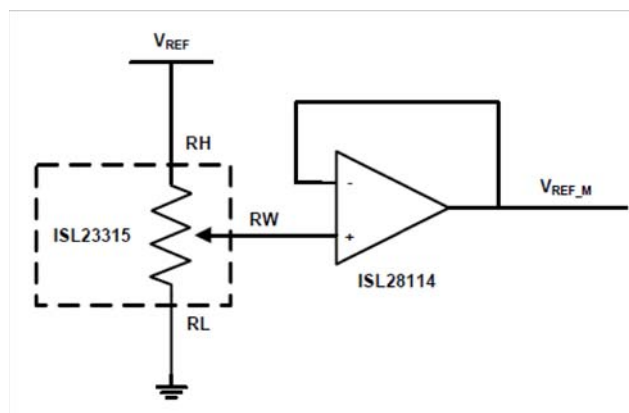 VREF
RH
ISL23315
RW
RL
-
+
ISL28114
VREF_M